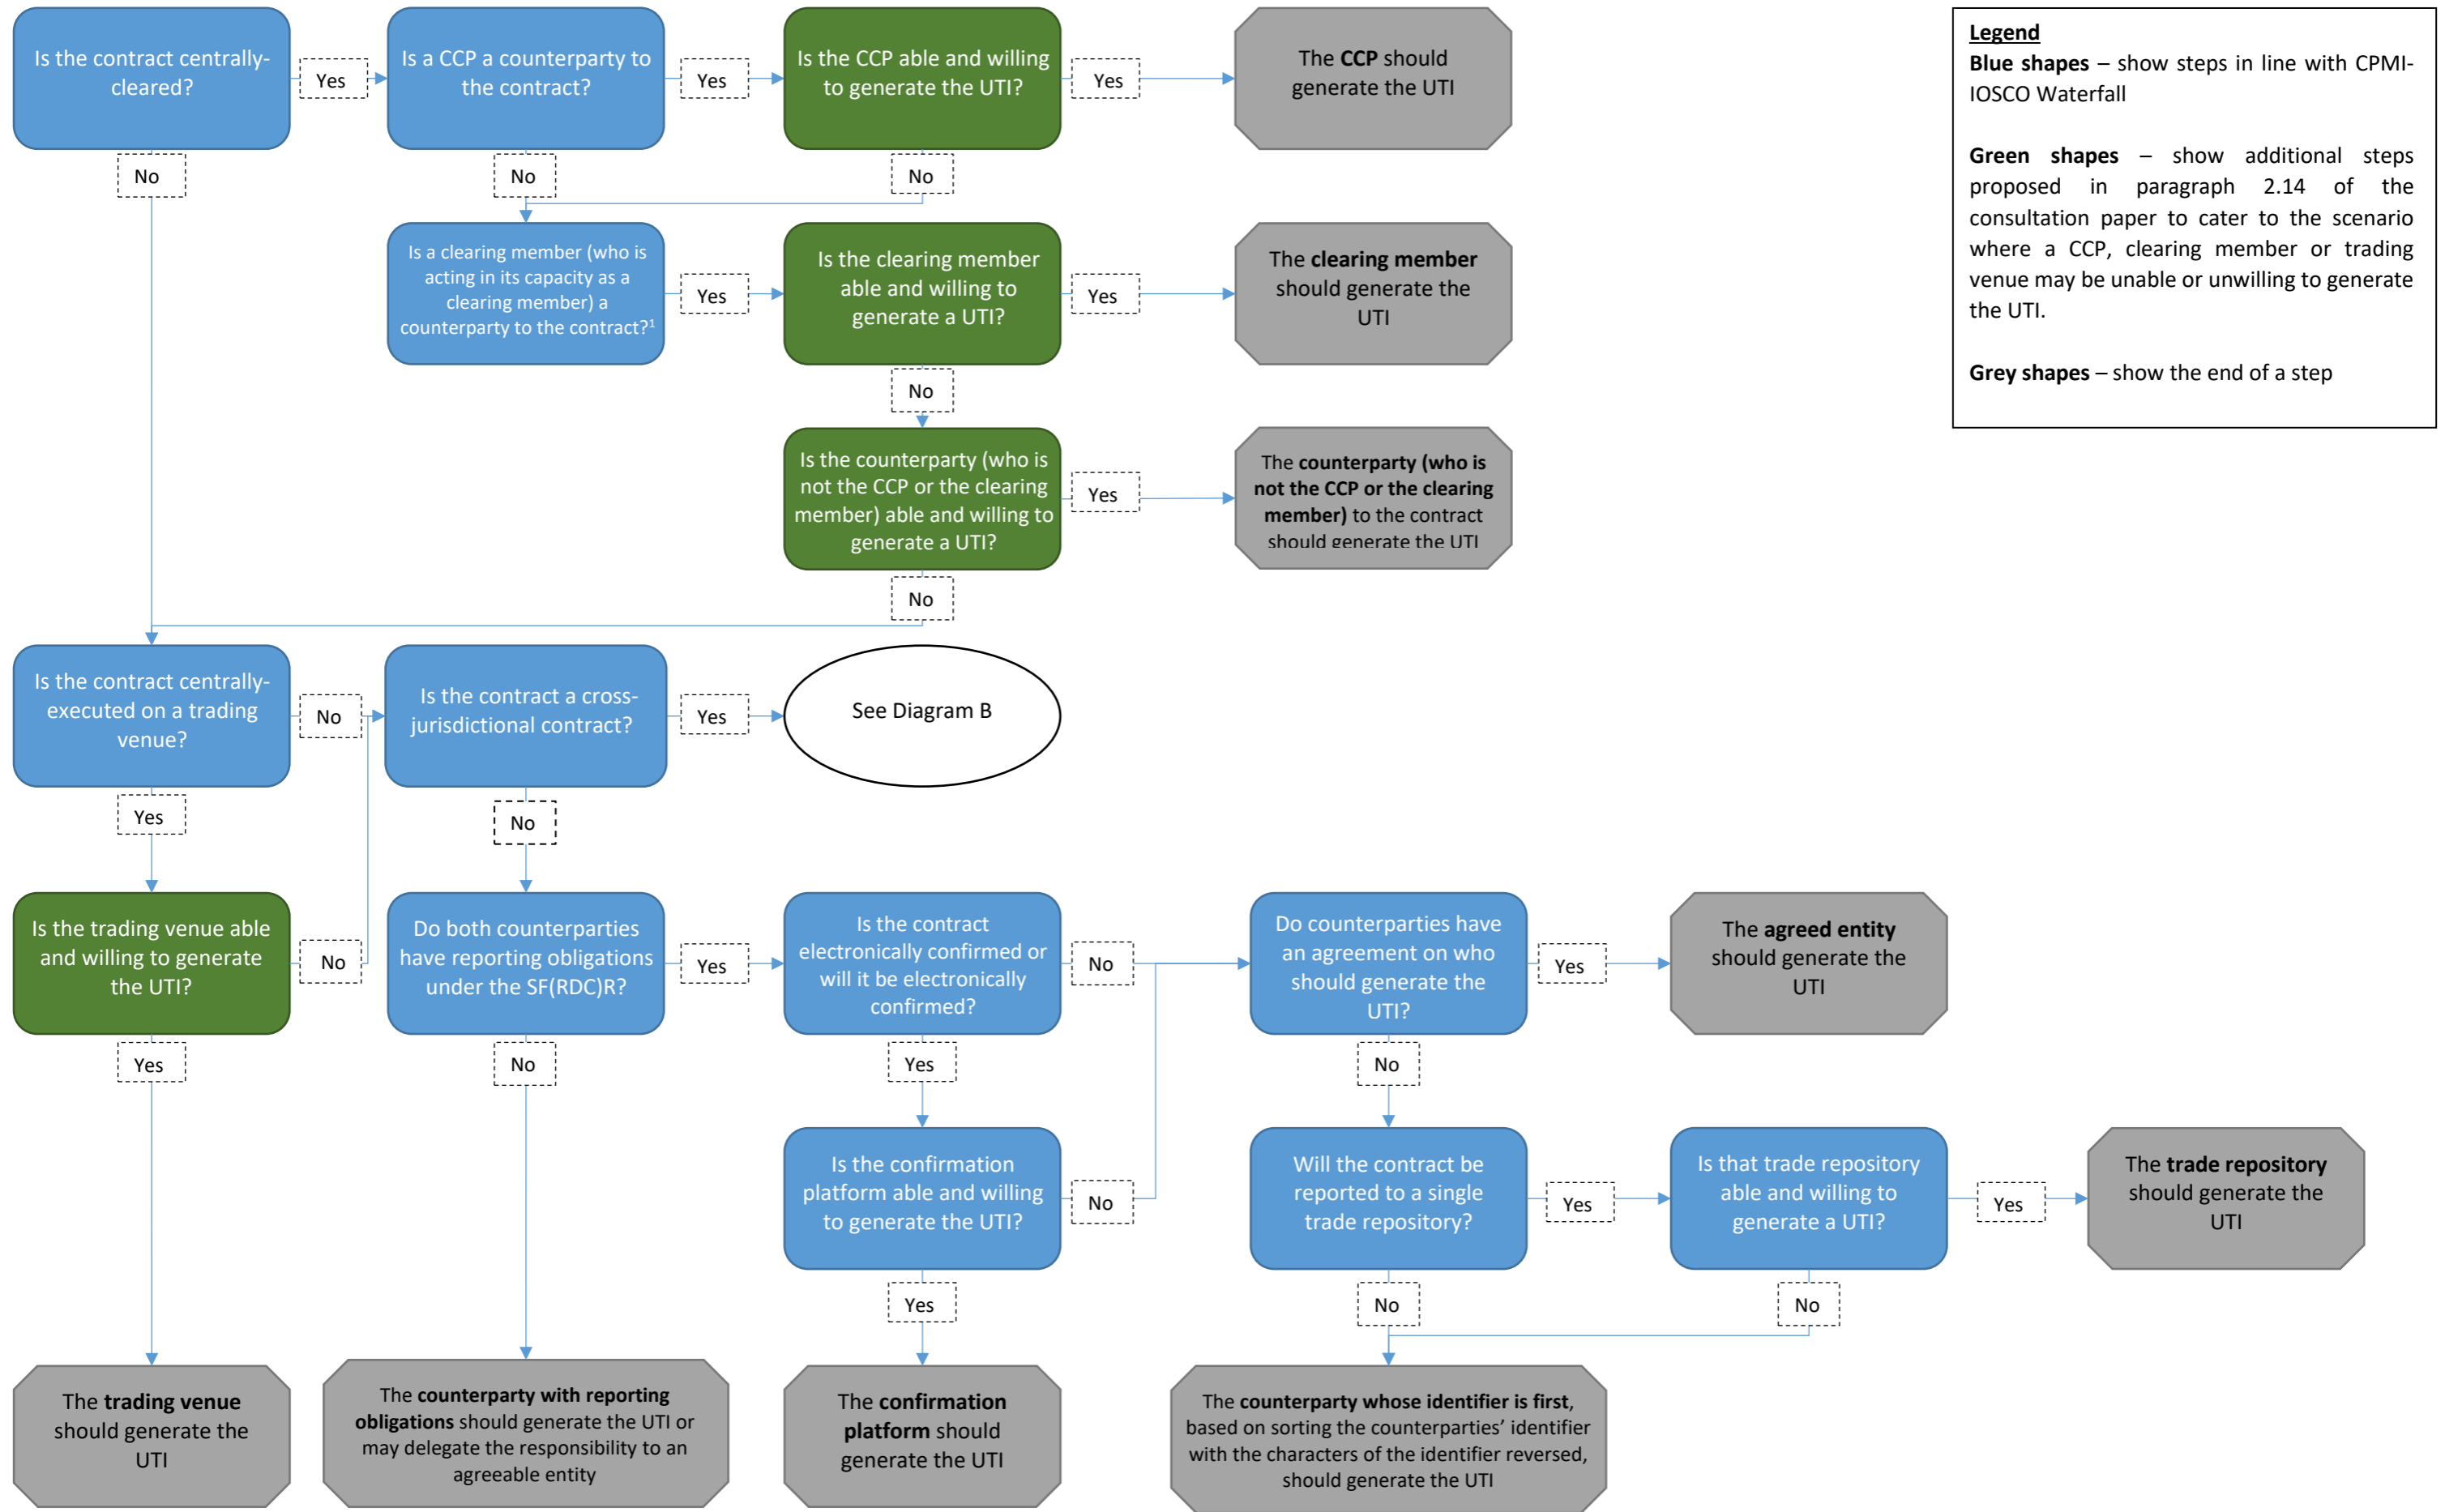 Is the contract centrally-
cleared?
Yes
Is a CCP a counterparty to
the contract?
Yes
Is the CCP able and willing
to generate the UTI?
Yes
The CCP should
generate the UTI
Legend
Blue shapes – show steps in line with CPMI-
IOSCO Waterfall
Green shapes – show additional steps
proposed in paragraph 2.14 of the
consultation paper to cater to the scenario
where a CCP, clearing member or trading
venue may be unable or unwilling to generate
the UTI.
Grey shapes – show the end of a step
No
No
No
Is a clearing member (who is
acting in its capacity as a
clearing member) a
counterparty to the contract?¹
Yes
Is the clearing member
able and willing to
generate a UTI?
Yes
The clearing member
should generate the
UTI
No
Is the counterparty (who is
not the CCP or the clearing
member) able and willing to
generate a UTI?
Yes
The counterparty (who is
not the CCP or the clearing
member) to the contract
should generate the UTI
No
Is the contract centrally-
executed on a trading
venue?
No
Is the contract a cross-
jurisdictional contract?
Yes
See Diagram B
Yes
No
Is the trading venue able
and willing to generate
the UTI?
No
Do both counterparties
have reporting obligations
under the SF(RDC)R?
Yes
Is the contract
electronically confirmed or
will it be electronically
confirmed?
No
Do counterparties have
an agreement on who
should generate the
UTI?
Yes
The agreed entity
should generate the
UTI
Yes
No
Yes
No
Is the confirmation
platform able and willing
to generate the UTI?
No
Will the contract be
reported to a single
trade repository?
Yes
Is that trade repository
able and willing to
generate a UTI?
Yes
The trade repository
should generate the
UTI
Yes
No
No
The trading venue
should generate the
UTI
The counterparty with reporting
obligations should generate the UTI or
may delegate the responsibility to an
agreeable entity
The confirmation
platform should
generate the UTI
The counterparty whose identifier is first,
based on sorting the counterparties’ identifier
with the characters of the identifier reversed,
should generate the UTI